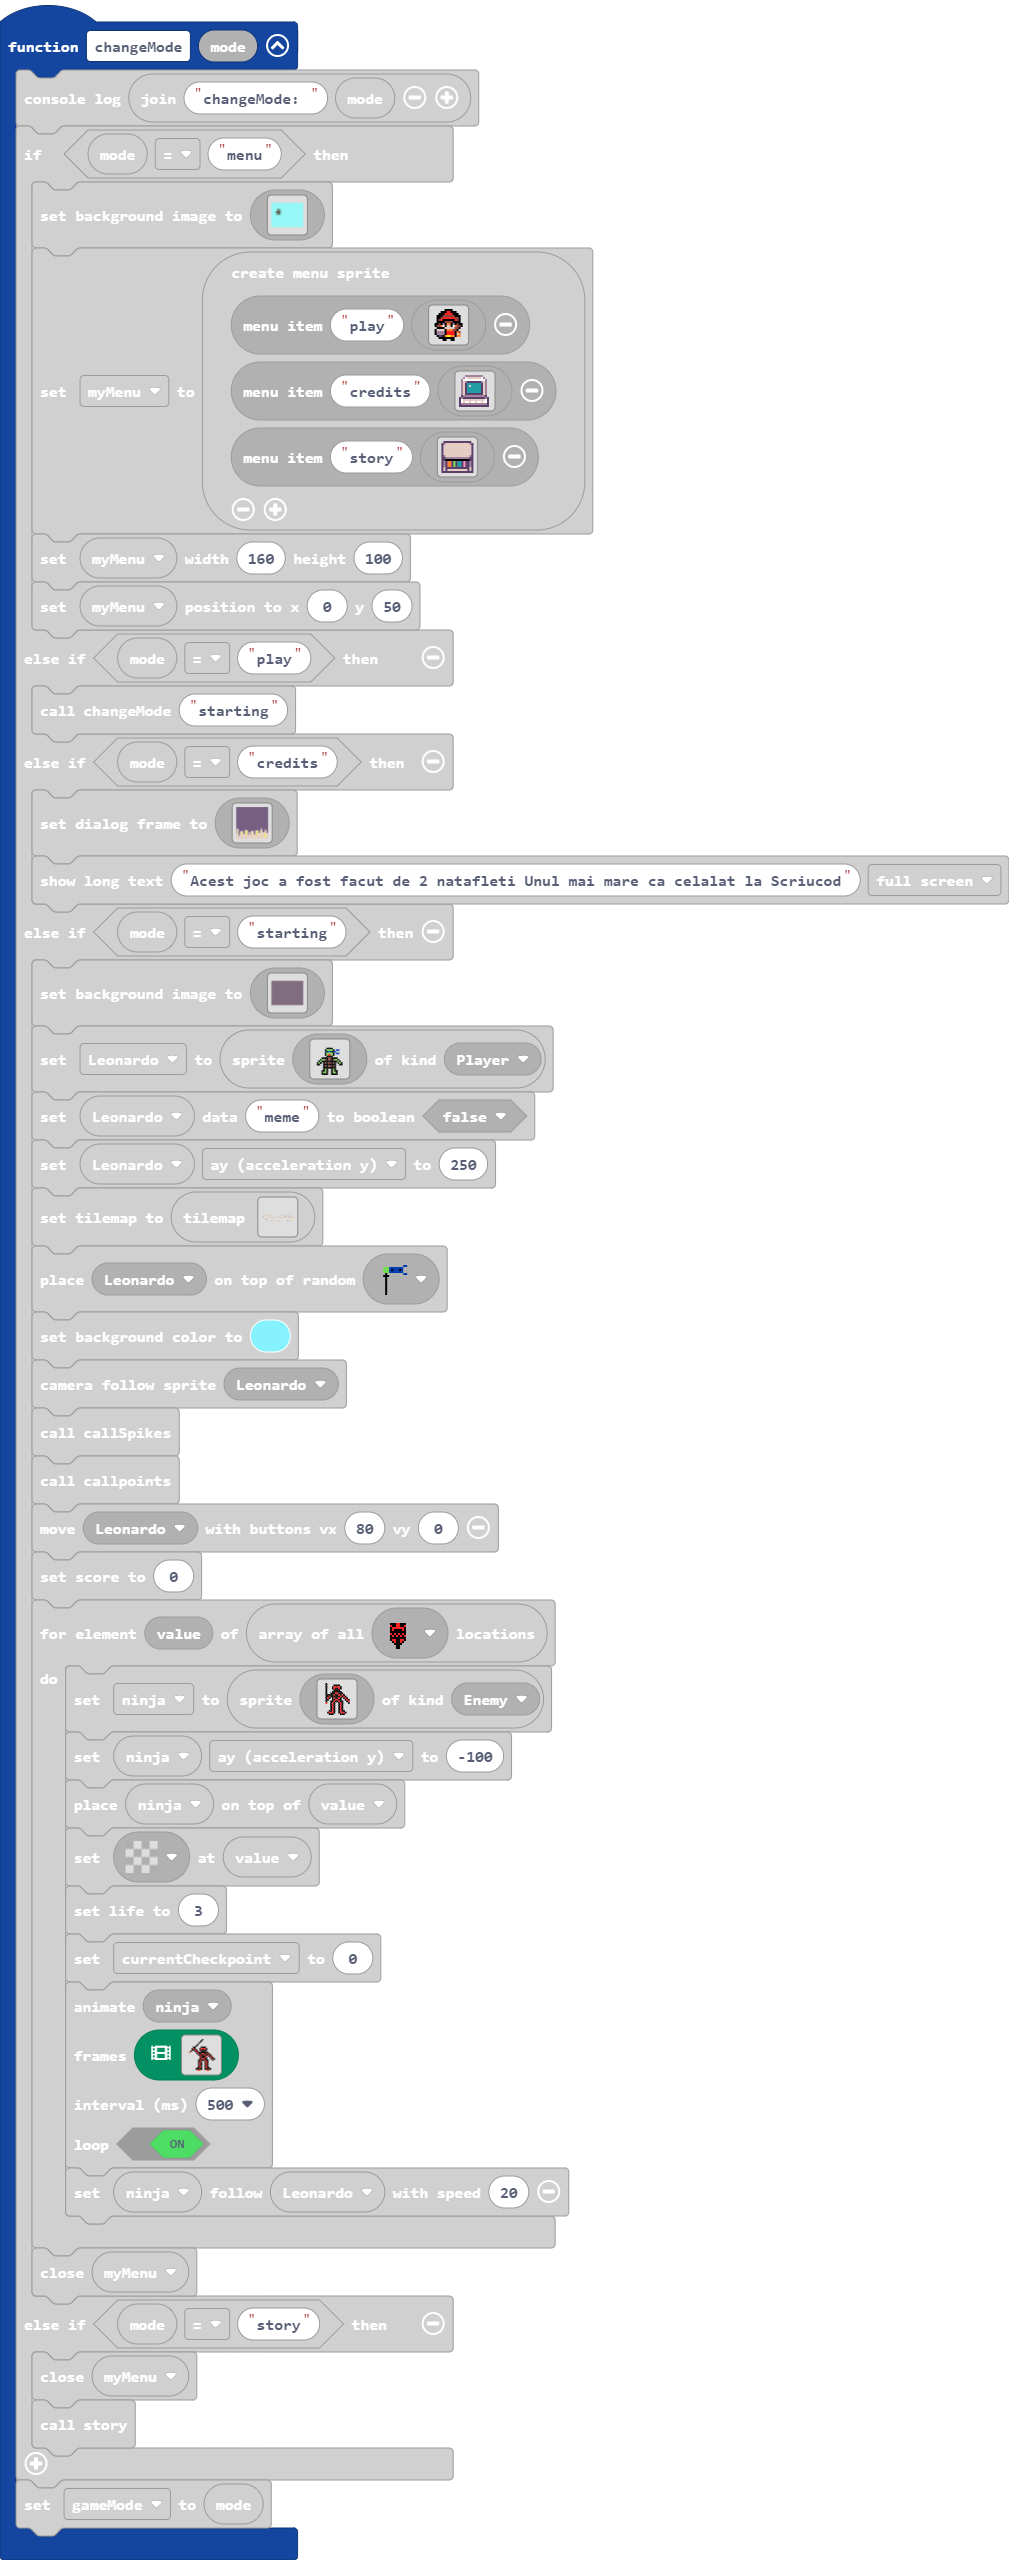 function changeMode mode
console log join "changeMode: " mode
if mode = "menu" then
set background image to
create menu sprite
menu item "play"
menu item "credits"
set myMenu to
menu item "story"
set myMenu width 160 height 100
set myMenu position to x 0 y 50
else if mode = "play" then
call changeMode "starting"
else if mode = "credits" then
set dialog frame to
show long text "Acest joc a fost facut de 2 natafleti Unul mai mare ca celalat la Scriucod" full screen
else if mode = "starting" then
set background image to
set Leonardo to sprite of kind Player
set Leonardo data "meme" to boolean false
set Leonardo ay (acceleration y) to 250
set tilemap to tilemap
place Leonardo on top of random
set background color to
camera follow sprite Leonardo
call callSpikes
call callpoints
move Leonardo with buttons vx 80 vy 0
set score to 0
for element value of array of all locations
do
set ninja to sprite of kind Enemy
set ninja ay (acceleration y) to -100
place ninja on top of value
set at value
set life to 3
set currentCheckpoint to 0
animate ninja
frames
interval (ms) 500
loop ON
set ninja follow Leonardo with speed 20
close myMenu
else if mode = "story" then
close myMenu
call story
set gameMode to mode